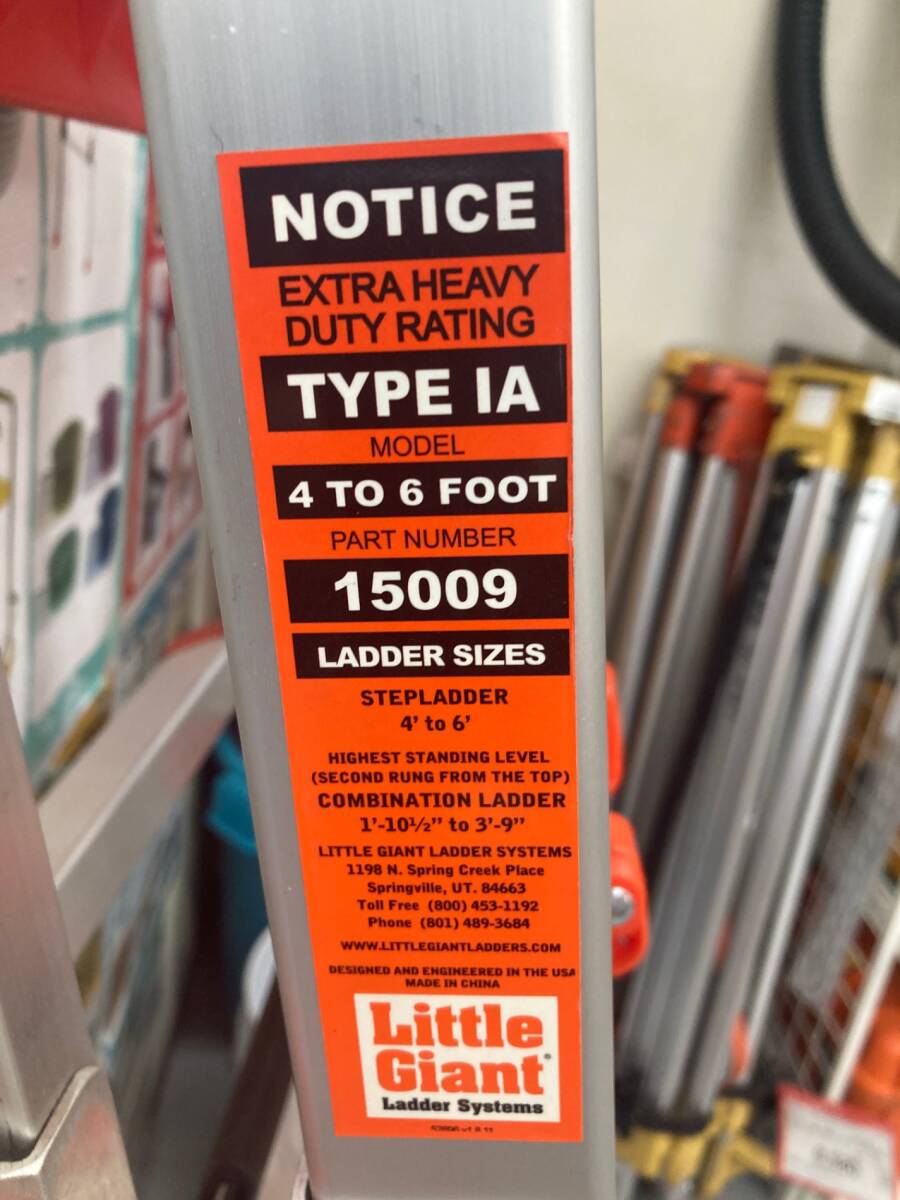 NOTICE
EXTRA HEAVY
DUTY RATING
TYPE IA
MODEL
4 TO 6 FOOT
PART NUMBER
15009
LADDER SIZES
STEPLADDER
4' to 6'
HIGHEST STANDING LEVEL
(SECOND RUNG FROM THE TOP)
COMBINATION LADDER
1'-10½" to 3'-9"
LITTLE GIANT LADDER SYSTEMS
1198 N. Spring Creek Place
Springville, UT. 84663
Toll Free (800) 453-1192
Phone (801) 489-3684
WWW.LITTLEGIANTLADDERS.COM
DESIGNED AND ENGINEERED IN THE USA
MADE IN CHINA
Little
Giant®
Ladder Systems